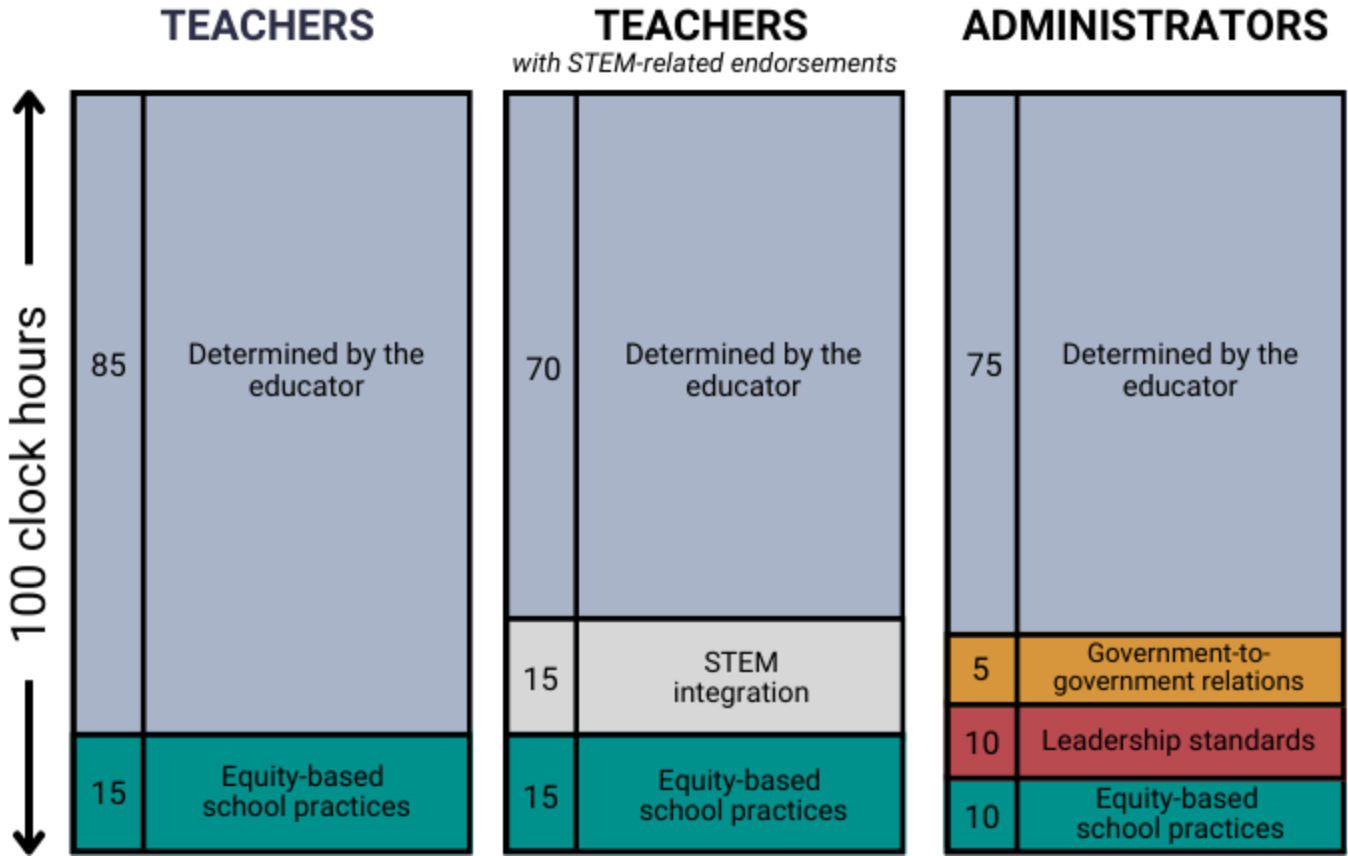 TEACHERS
TEACHERS
with STEM-related endorsements
ADMINISTRATORS
100 clock hours
85
Determined by the
educator
15
Equity-based
school practices
70
Determined by the
educator
15
STEM
integration
15
Equity-based
school practices
75
Determined by the
educator
5
Government-to-
government relations
10
Leadership standards
10
Equity-based
school practices